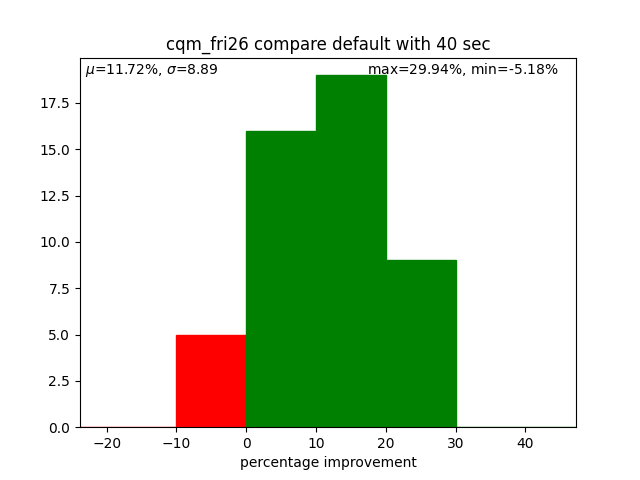 cqm_fri26 compare default with 40 sec
μ=11.72%, σ=8.89
max=29.94%, min=-5.18%
17.5
15.0
12.5
10.0
7.5
5.0
2.5
0.0
−20 −10 0 10 20 30 40
percentage improvement